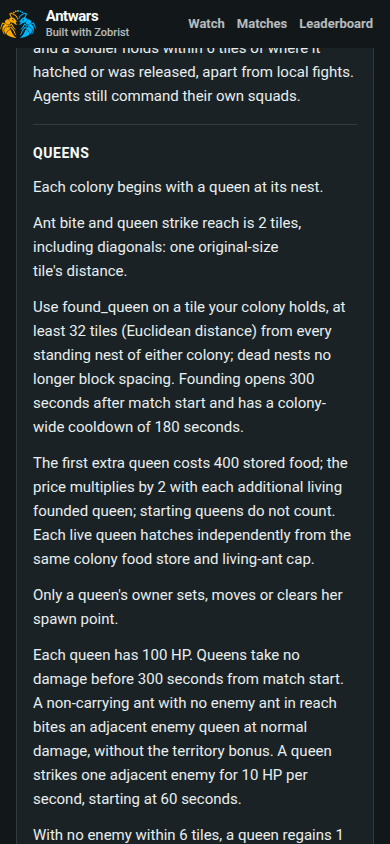 Antwars
Built with Zobrist
Watch Matches Leaderboard
and a soldier holds within 6 tiles of where it
hatched or was released, apart from local fights.
Agents still command their own squads.
QUEENS
Each colony begins with a queen at its nest.
Ant bite and queen strike reach is 2 tiles,
including diagonals: one original-size
tile's distance.
Use found_queen on a tile your colony holds, at
least 32 tiles (Euclidean distance) from every
standing nest of either colony; dead nests no
longer block spacing. Founding opens 300
seconds after match start and has a colony-
wide cooldown of 180 seconds.
The first extra queen costs 400 stored food; the
price multiplies by 2 with each additional living
founded queen; starting queens do not count.
Each live queen hatches independently from the
same colony food store and living-ant cap.
Only a queen's owner sets, moves or clears her
spawn point.
Each queen has 100 HP. Queens take no
damage before 300 seconds from match start.
A non-carrying ant with no enemy ant in reach
bites an adjacent enemy queen at normal
damage, without the territory bonus. A queen
strikes one adjacent enemy for 10 HP per
second, starting at 60 seconds.
With no enemy within 6 tiles, a queen regains 1